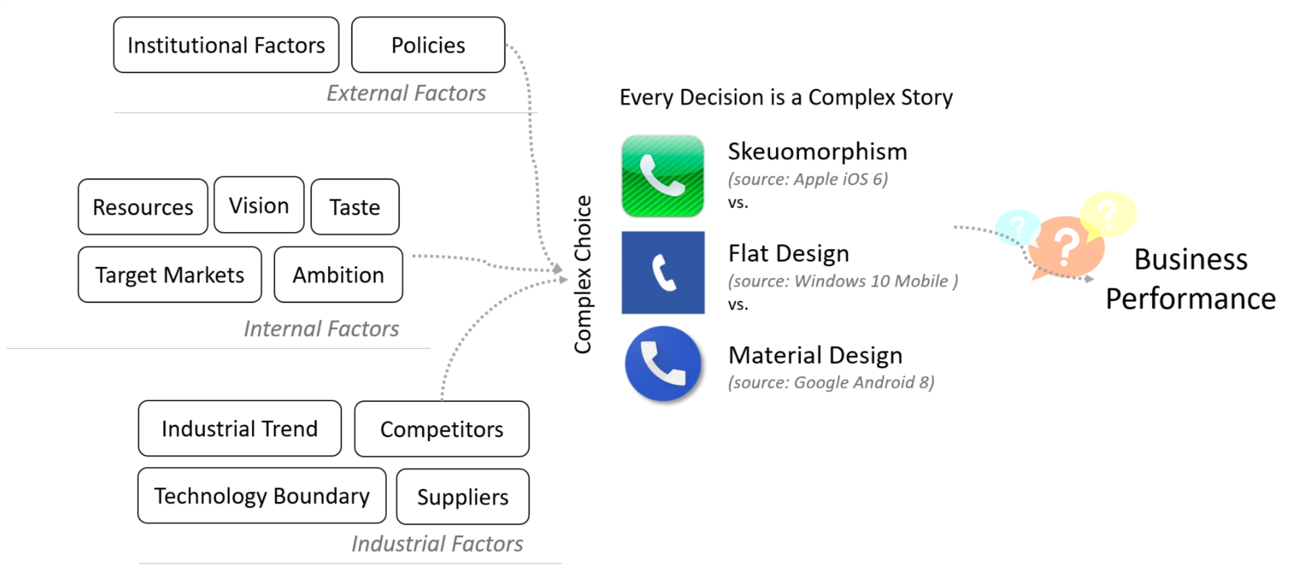 Institutional Factors
Policies
External Factors
Resources
Vision
Taste
Target Markets
Ambition
Internal Factors
Industrial Trend
Competitors
Technology Boundary
Suppliers
Industrial Factors
Complex Choice
Every Decision is a Complex Story
Skeuomorphism
(source: Apple iOS 6)
vs.
Flat Design
(source: Windows 10 Mobile )
vs.
Material Design
(source: Google Android 8)
?
?
?
Business
Performance